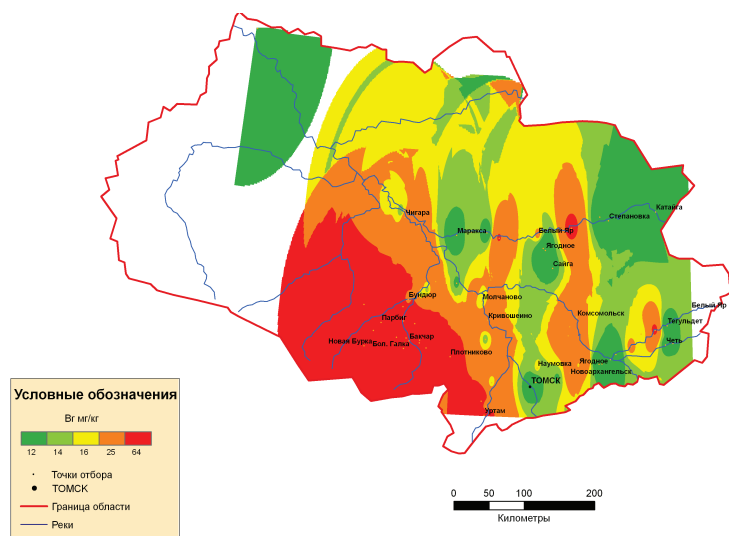 Катайга
Степановка
Чигара
Маракса
Белый Яр
Ягодное
Сайга
Белый Яр
Бундюр
Молчаново
Комсомольск
Кривошеино
Тегульдет
Парбиг
Новая Бурка
Бакчар
Бол. Галка
Четь
Плотниково
Ягодное
Наумовка
Новоархангельск
ТОМСК
Уртам
Условные обозначения
Br мг/кг
12 14 16 25 64
Точки отбора
ТОМСК
Граница области
Реки
0 50 100 200
Километры